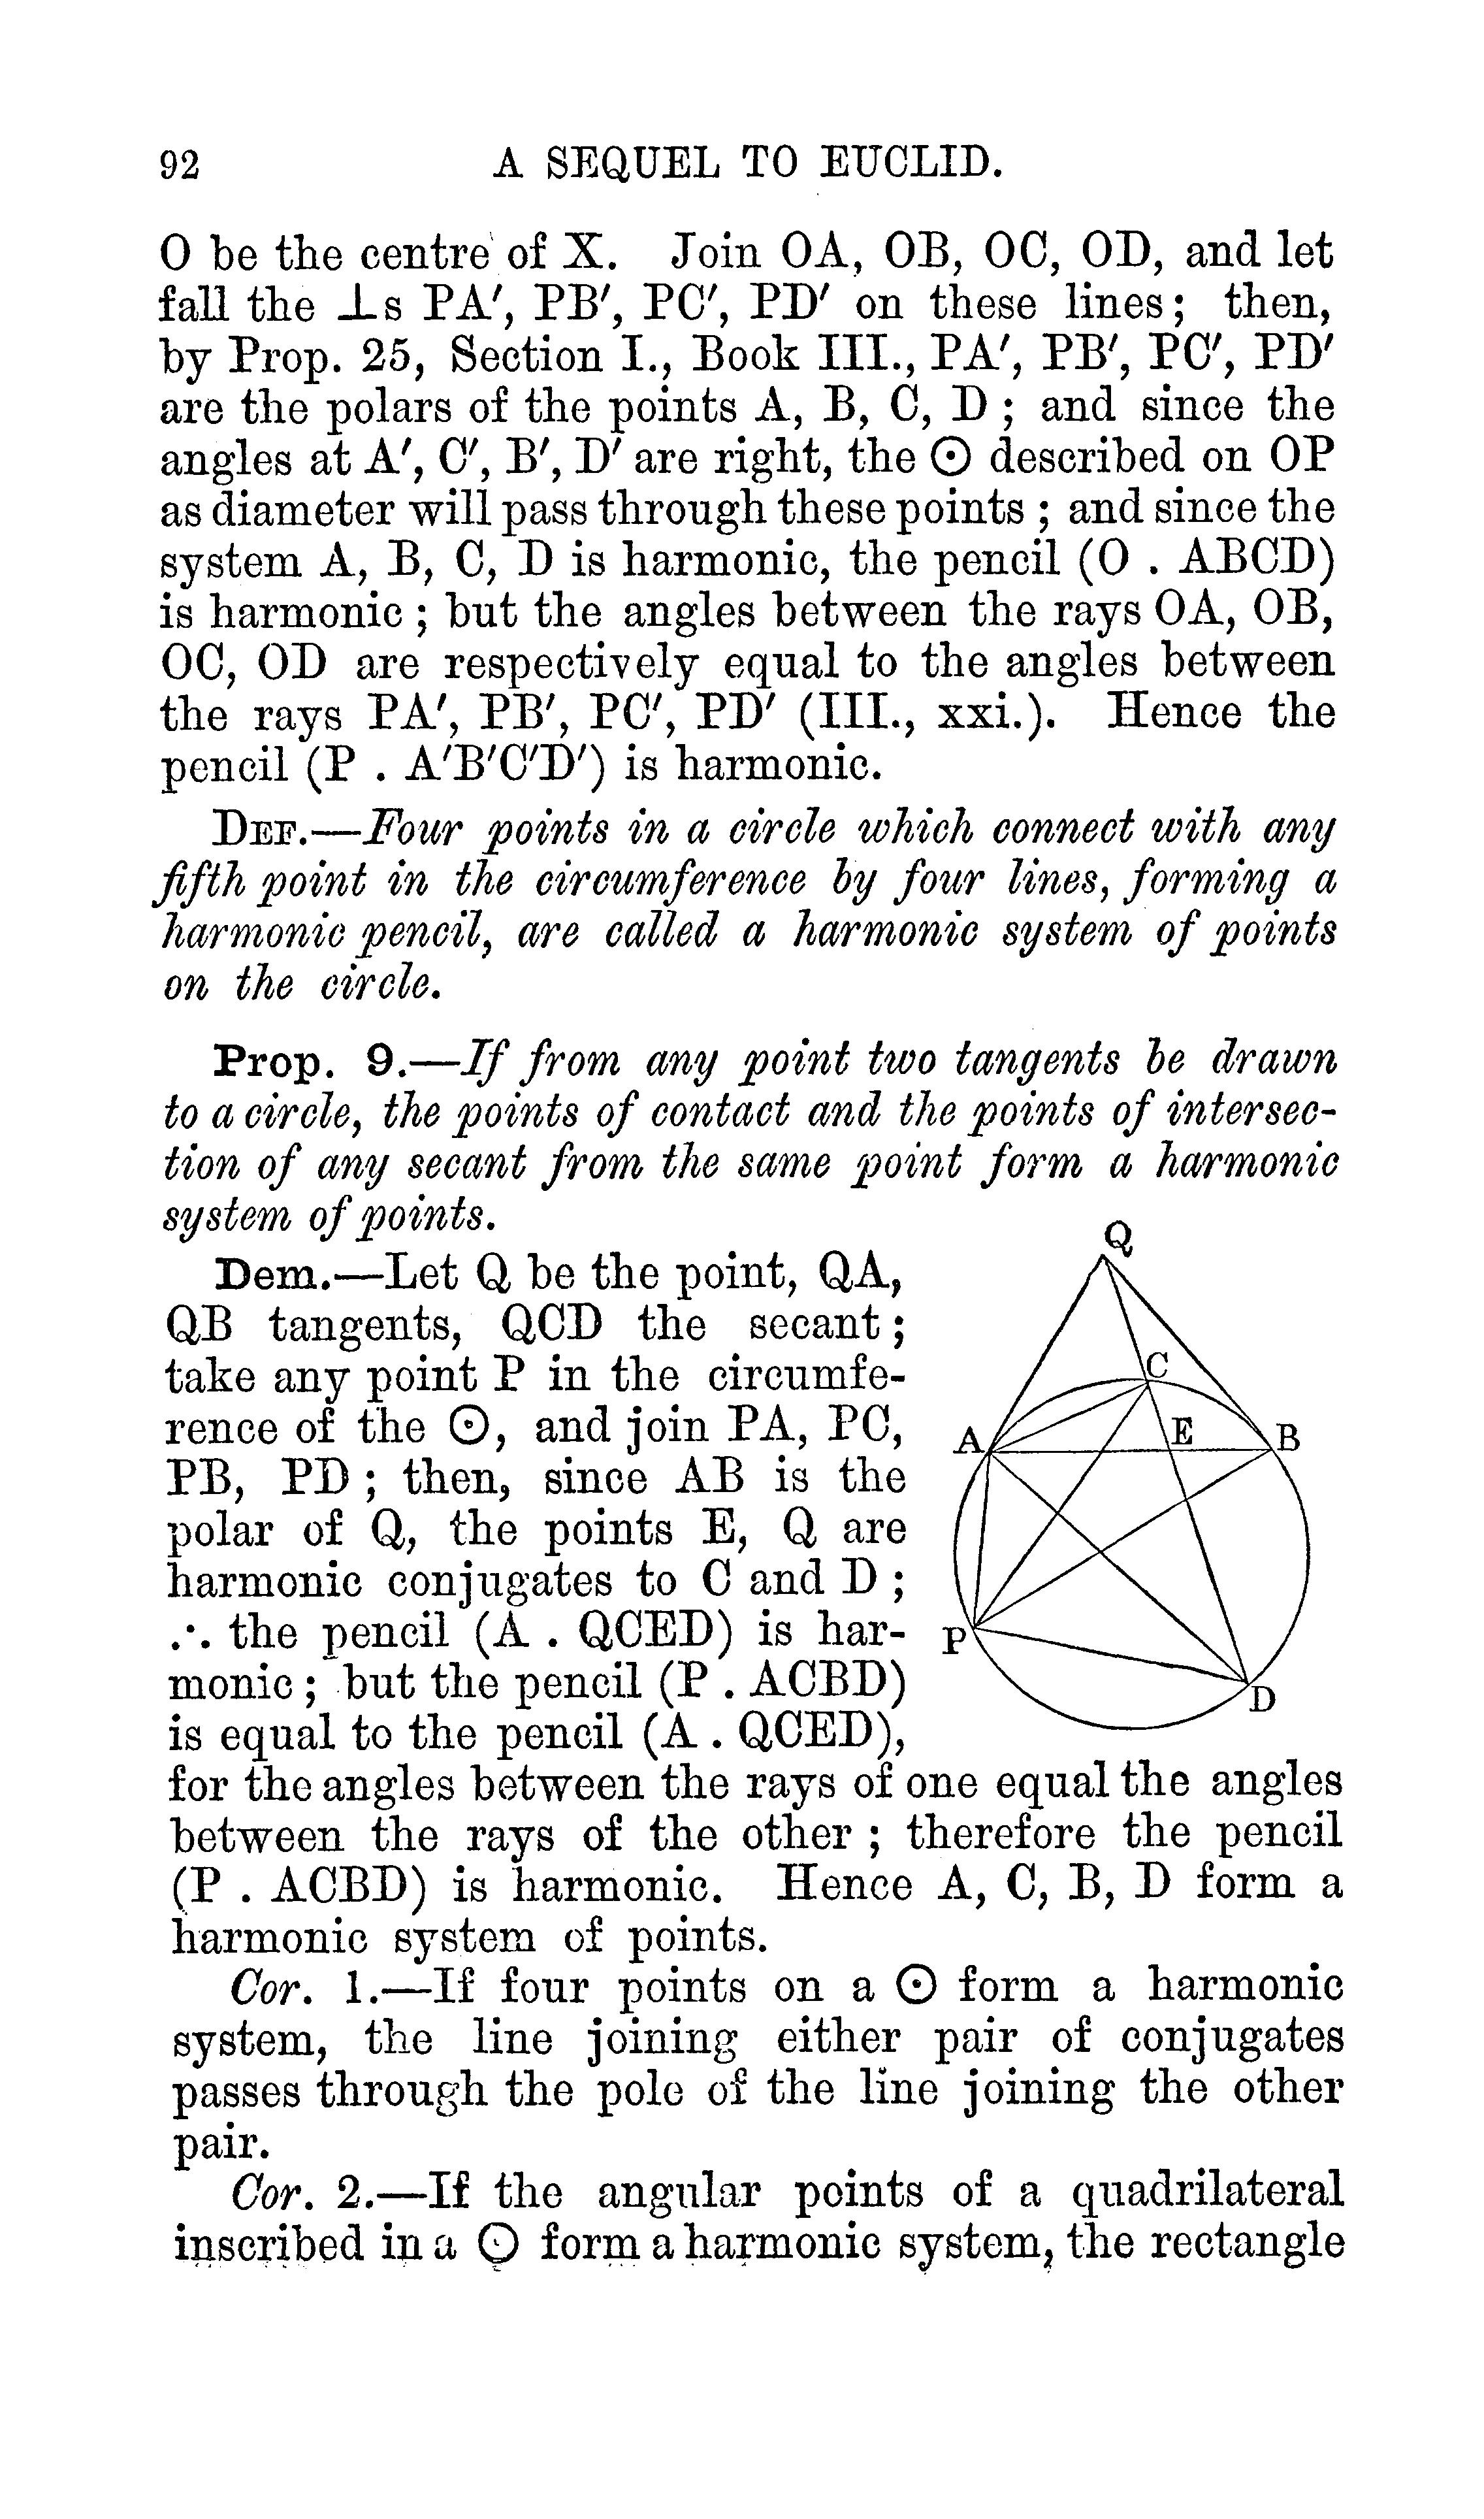 92 A SEQUEL TO EUCLID.
O be the centre of X. Join OA, OB, OC, OD, and let
fall the ⊥s PA′, PB′, PC′, PD′ on these lines; then,
by Prop. 25, Section I., Book III., PA′, PB′, PC′, PD′
are the polars of the points A, B, C, D; and since the
angles at A′, C′, B′, D′ are right, the ⊙ described on OP
as diameter will pass through these points; and since the
system A, B, C, D is harmonic, the pencil (O . ABCD)
is harmonic; but the angles between the rays OA, OB,
OC, OD are respectively equal to the angles between
the rays PA′, PB′, PC′, PD′ (III., xxi.). Hence the
pencil (P . A′B′C′D′) is harmonic.
DEF.—Four points in a circle which connect with any
fifth point in the circumference by four lines, forming a
harmonic pencil, are called a harmonic system of points
on the circle.
Prop. 9.—If from any point two tangents be drawn
to a circle, the points of contact and the points of intersec-
tion of any secant from the same point form a harmonic
system of points.
Dem.—Let Q be the point, QA,
QB tangents, QCD the secant;
take any point P in the circumfe-
rence of the ⊙, and join PA, PC,
PB, PD; then, since AB is the
polar of Q, the points E, Q are
harmonic conjugates to C and D;
∴ the pencil (A . QCED) is har-
monic; but the pencil (P . ACBD)
is equal to the pencil (A . QCED),
Q
C
A
E
B
P
D
for the angles between the rays of one equal the angles
between the rays of the other; therefore the pencil
(P . ACBD) is harmonic. Hence A, C, B, D form a
harmonic system of points.
Cor. 1.—If four points on a ⊙ form a harmonic
system, the line joining either pair of conjugates
passes through the pole of the line joining the other
pair.
Cor. 2.—If the angular points of a quadrilateral
inscribed in a ⊙ form a harmonic system, the rectangle